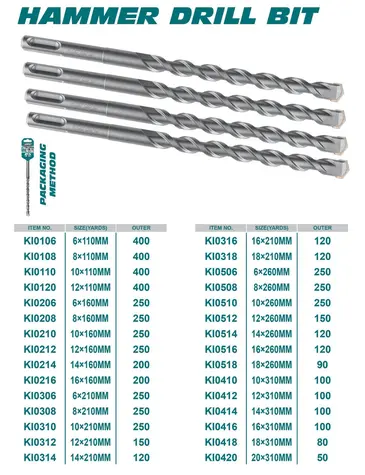 HAMMER DRILL BIT
PACKAGING
METHOD
ITEM NO. SIZE(YARDS) OUTER
KI0106 6×110MM 400
KI0108 8×110MM 400
KI0110 10×110MM 400
KI0120 12×110MM 400
KI0206 6×160MM 250
KI0208 8×160MM 250
KI0210 10×160MM 250
KI0212 12×160MM 250
KI0214 14×160MM 200
KI0216 16×160MM 200
KI0306 6×210MM 250
KI0308 8×210MM 250
KI0310 10×210MM 250
KI0312 12×210MM 150
KI0314 14×210MM 120
ITEM NO. SIZE(YARDS) OUTER
KI0316 16×210MM 120
KI0318 18×210MM 120
KI0506 6×260MM 250
KI0508 8×260MM 250
KI0510 10×260MM 250
KI0512 12×260MM 150
KI0514 14×260MM 120
KI0516 16×260MM 120
KI0518 18×260MM 90
KI0410 10×310MM 100
KI0412 12×310MM 100
KI0414 14×310MM 100
KI0416 16×310MM 100
KI0418 18×310MM 80
KI0420 20×310MM 50